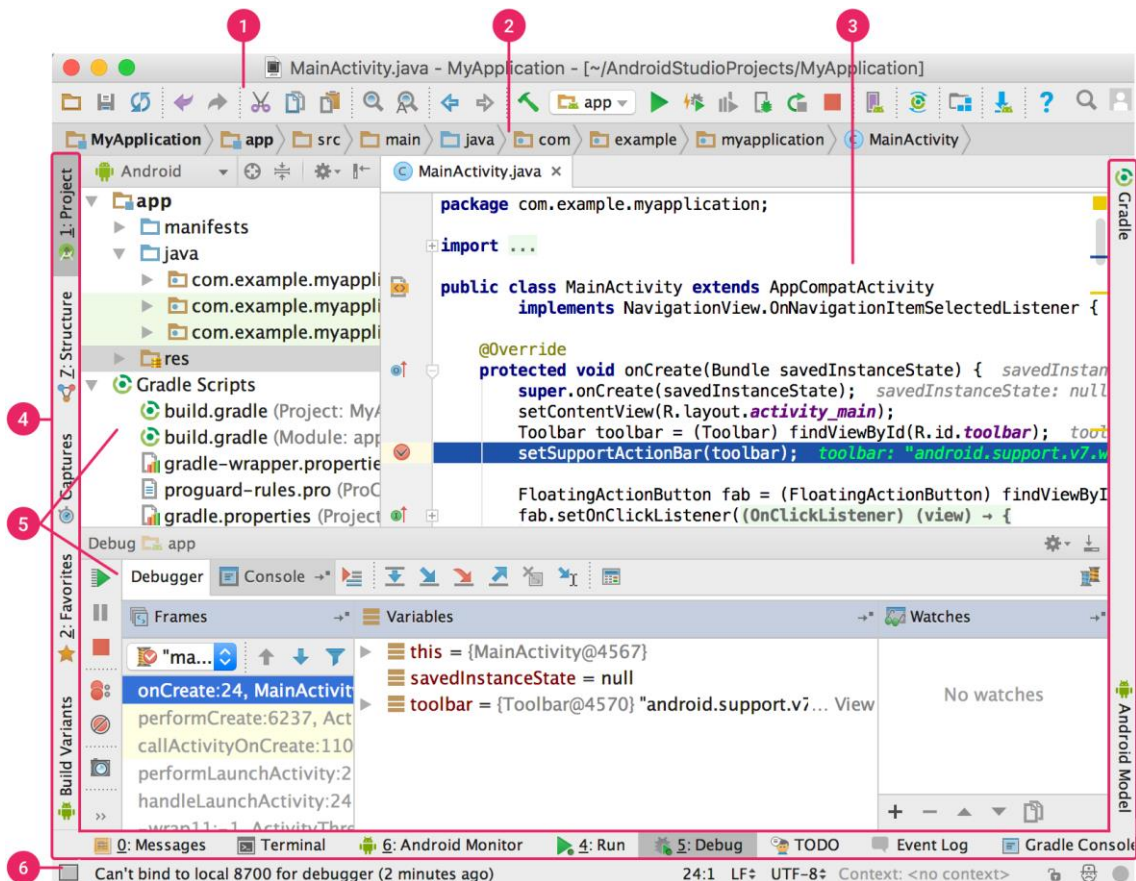 1
2
3
MainActivity.java - MyApplication - [~/AndroidStudioProjects/MyApplication]
app
MyApplication app src main java com example myapplication MainActivity
1: Project
Z: Structure
Captures
2: Favorites
Build Variants
4
5
Android
app
manifests
java
com.example.myappli
com.example.myappli
com.example.myappli
res
Gradle Scripts
build.gradle (Project: MyA
build.gradle (Module: app
gradle-wrapper.propertie
proguard-rules.pro (ProC
gradle.properties (Project
MainActivity.java
package com.example.myapplication;
import ...
public class MainActivity extends AppCompatActivity
implements NavigationView.OnNavigationItemSelectedListener {
@Override
protected void onCreate(Bundle savedInstanceState) { savedInstan
super.onCreate(savedInstanceState); savedInstanceState: null
setContentView(R.layout.activity_main);
Toolbar toolbar = (Toolbar) findViewById(R.id.toolbar); tool
setSupportActionBar(toolbar); toolbar: "android.support.v7.w
FloatingActionButton fab = (FloatingActionButton) findViewByI
fab.setOnClickListener((OnClickListener) (view) → {
Gradle
Android Model
Debug app
Debugger Console
Frames Variables Watches
"ma...
onCreate:24, MainActivit
performCreate:6237, Act
callActivityOnCreate:110
performLaunchActivity:2
handleLaunchActivity:24
-wrap11:-1, ActivityThre
this = {MainActivity@4567}
savedInstanceState = null
toolbar = {Toolbar@4570} "android.support.v7... View
No watches
0: Messages Terminal 6: Android Monitor 4: Run 5: Debug TODO Event Log Gradle Console
6
Can't bind to local 8700 for debugger (2 minutes ago) 24:1 LF UTF-8 Context: <no context>